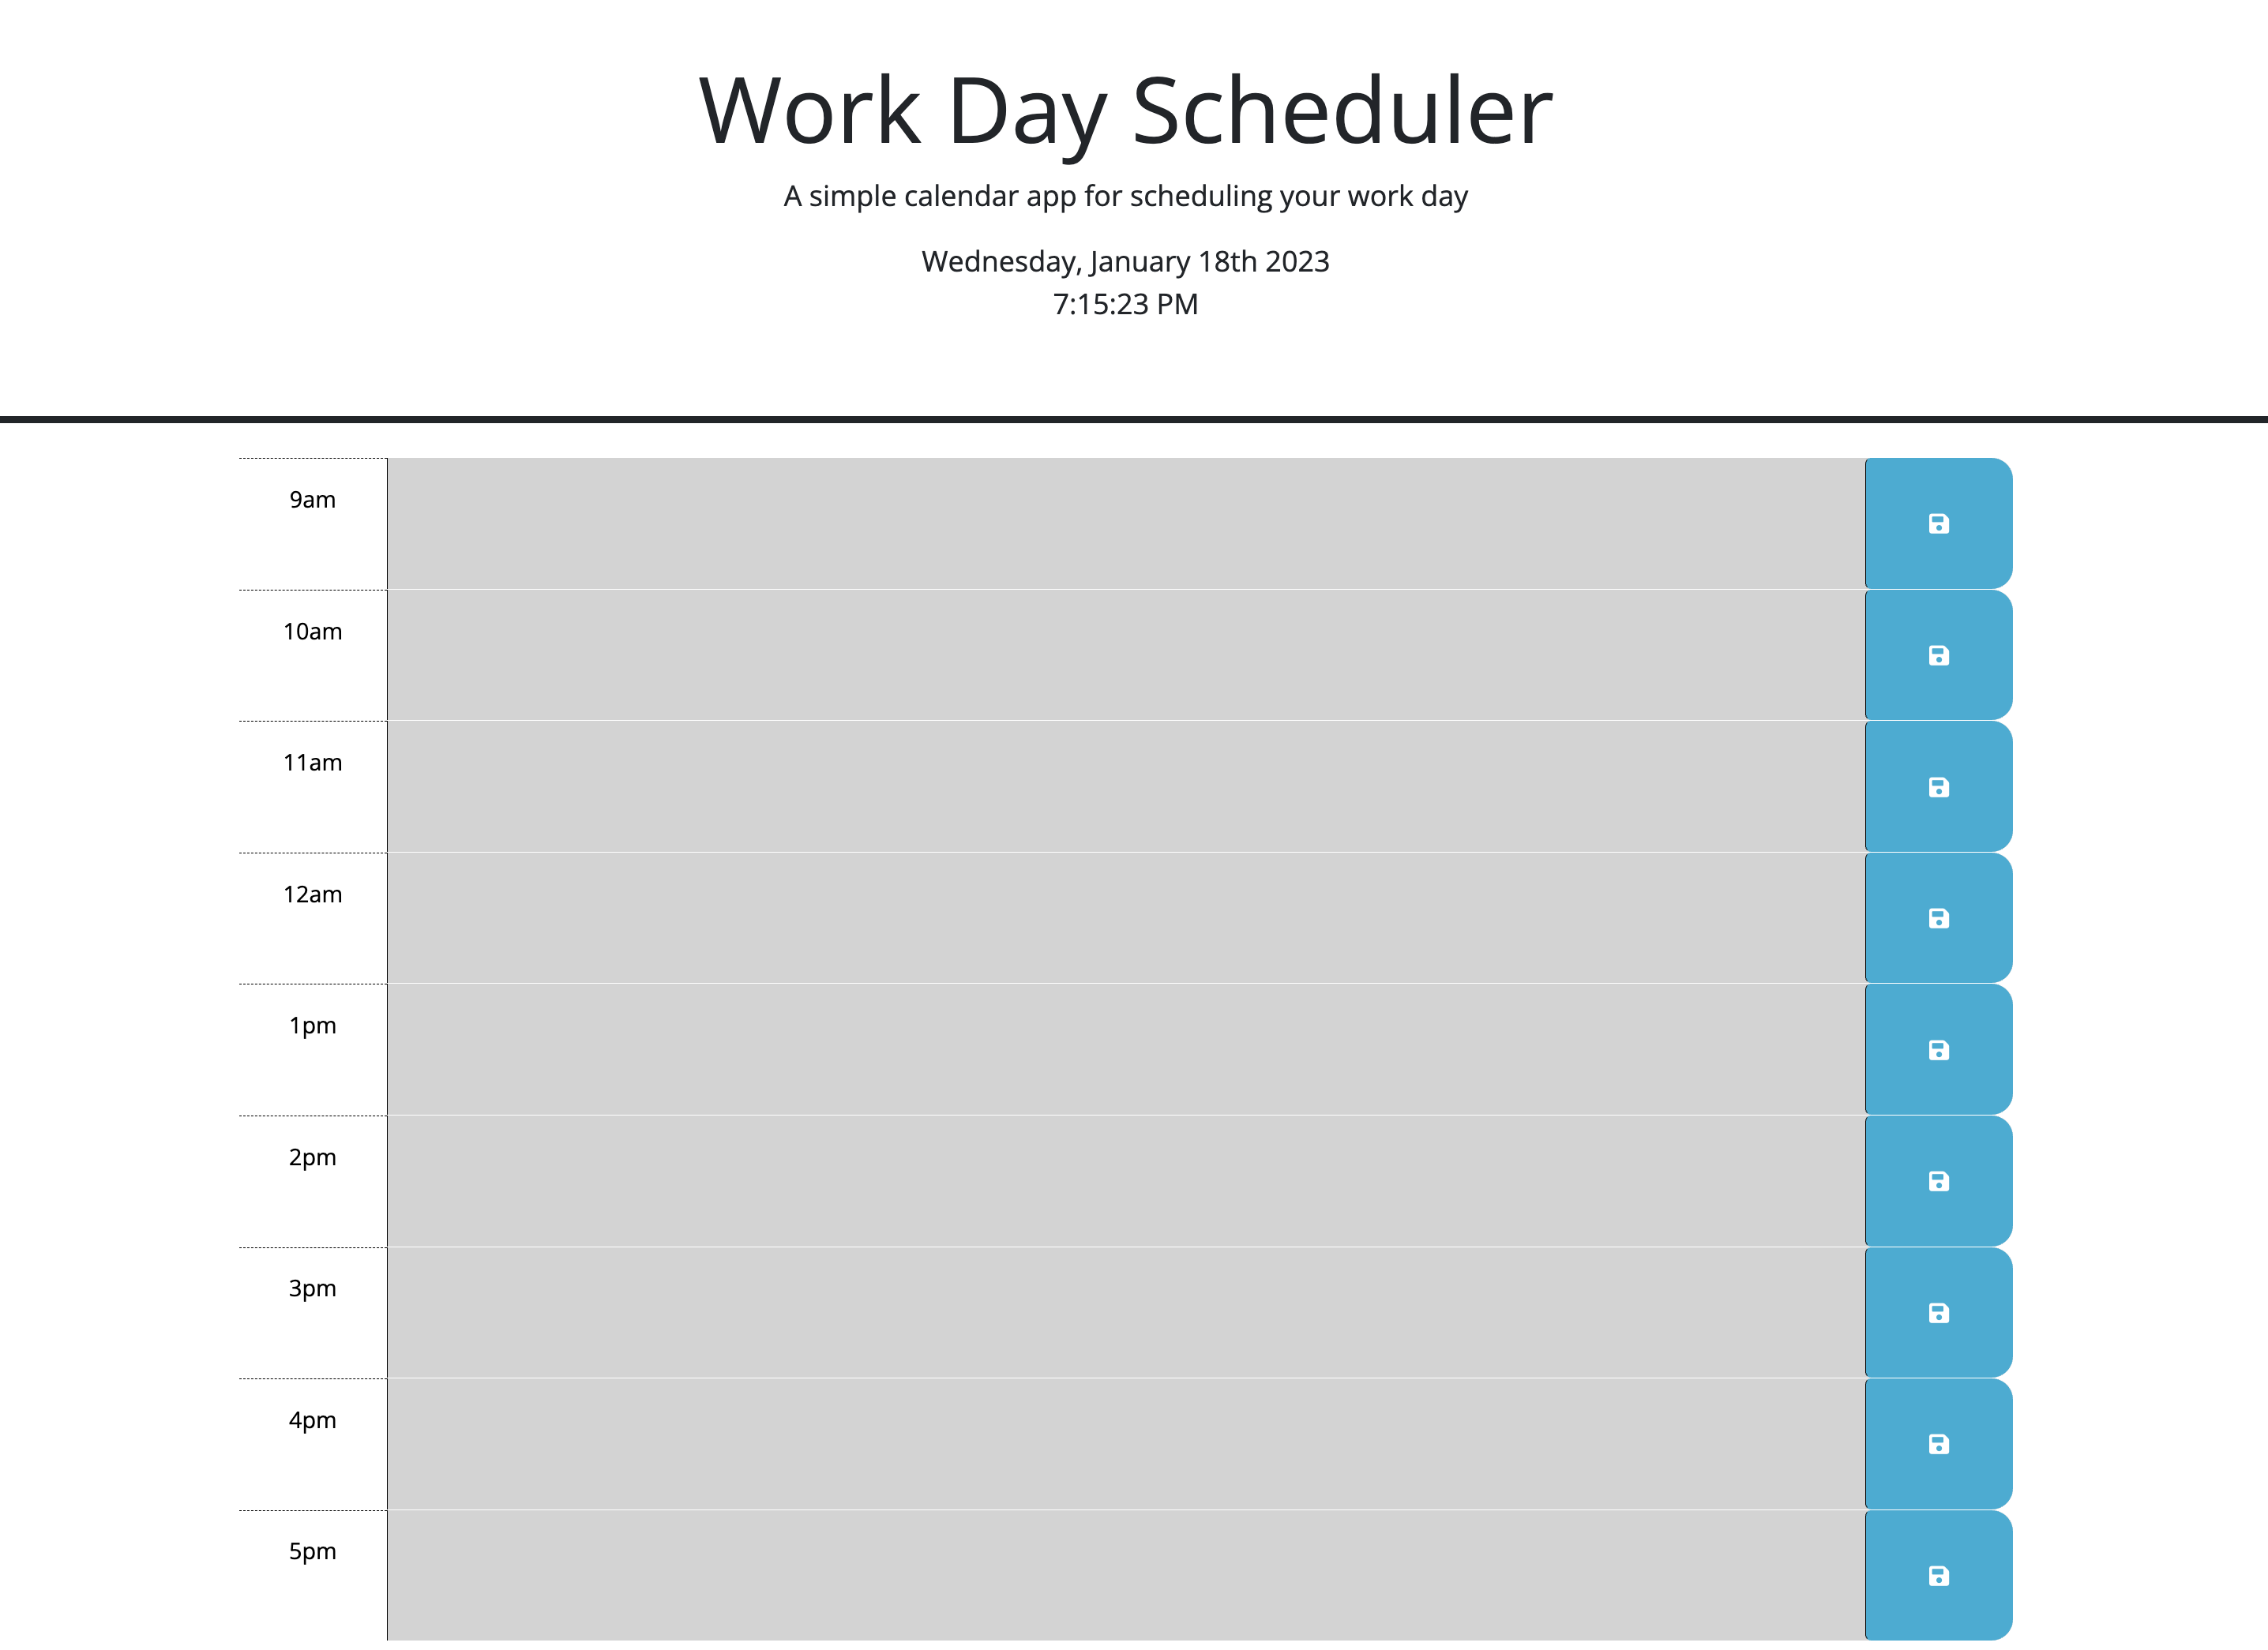 Work Day Scheduler
A simple calendar app for scheduling your work day
Wednesday, January 18th 2023
7:15:23 PM
9am
10am
11am
12am
1pm
2pm
3pm
4pm
5pm